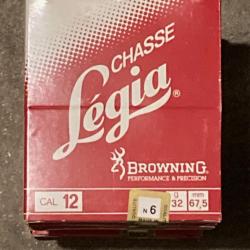 CHASSE
Légia®
BROWNING
PERFORMANCE & PRECISION
CAL. 12
N 6
g
32
mm
67,5